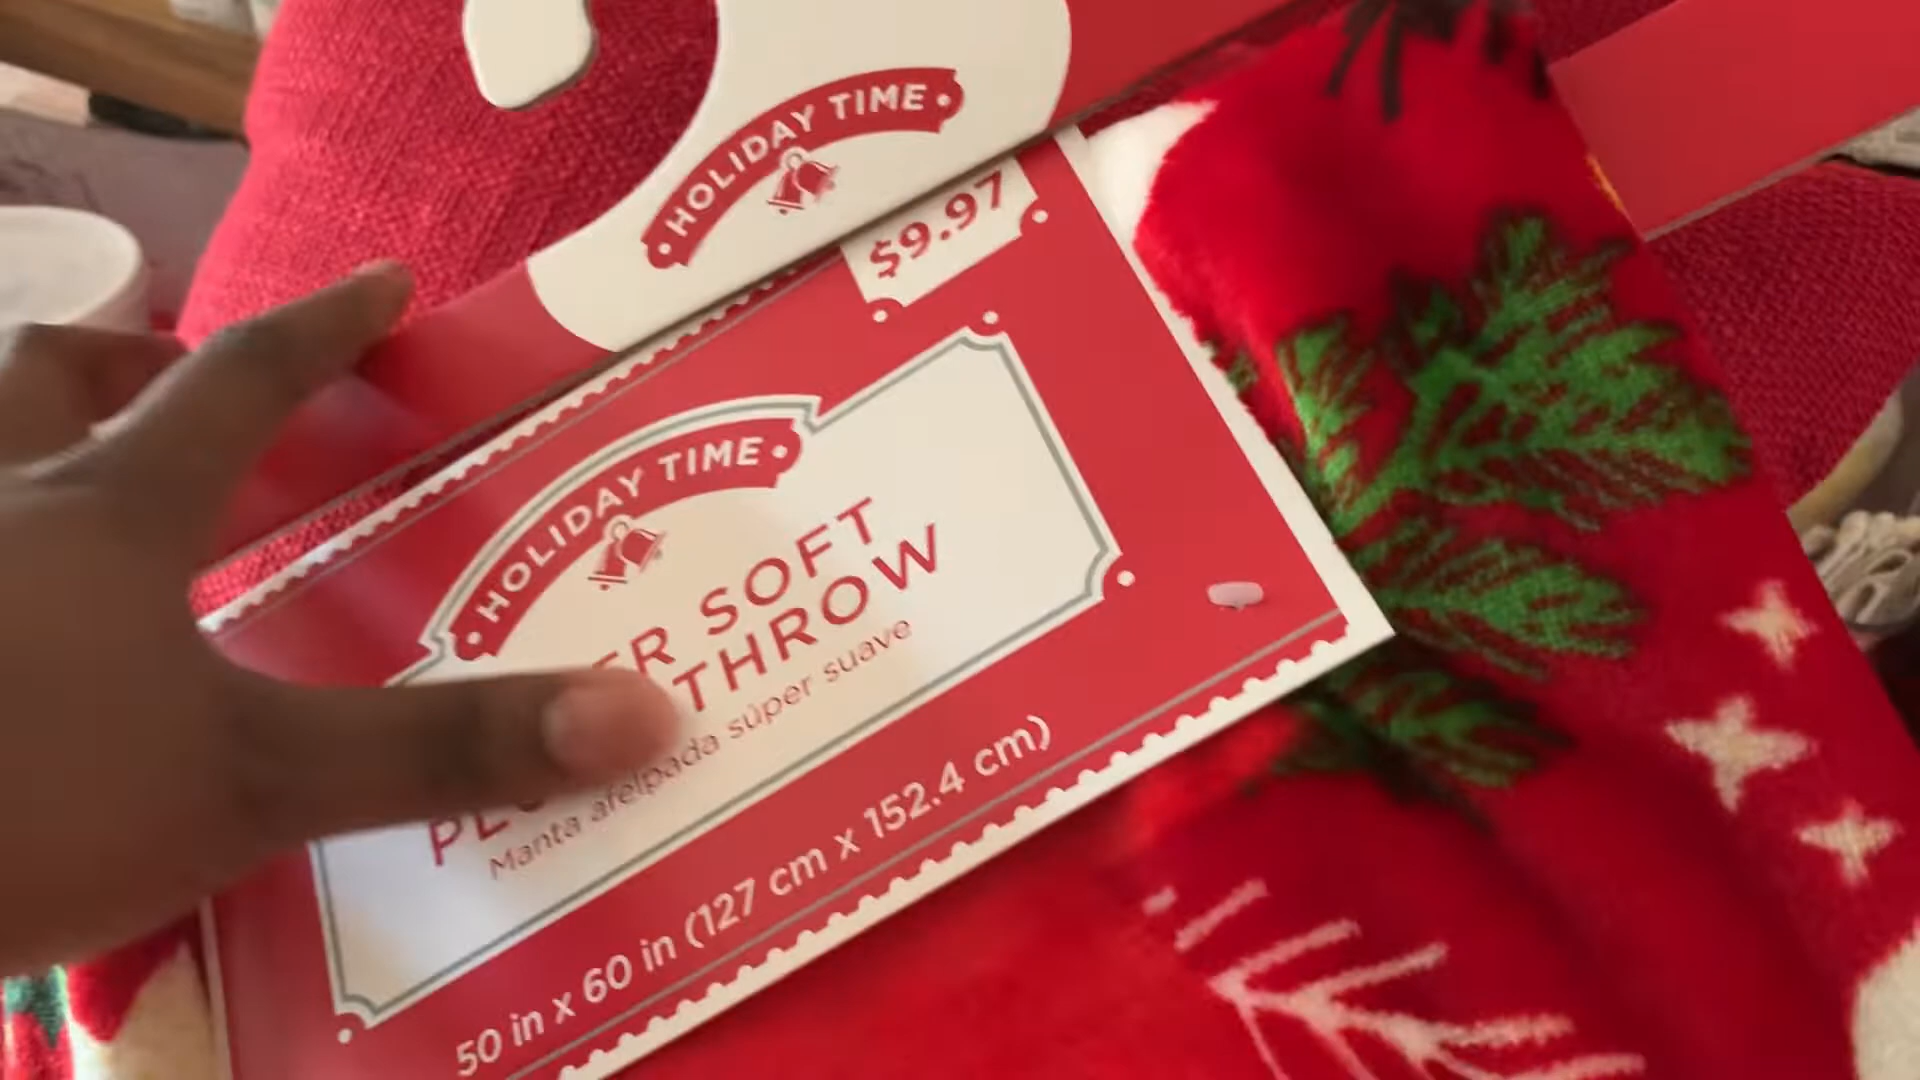 HOLIDAY TIME
$9.97
HOLIDAY TIME
SOFT
THROW
Manta afelpada súper suave
50 in x 60 in (127 cm x 152.4 cm)